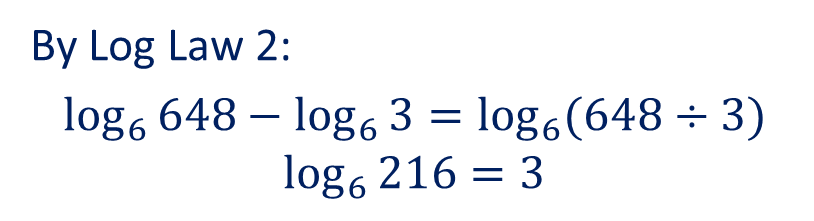 By Log Law 2:
log₆ 648 − log₆ 3 = log₆(648 ÷ 3)
log₆ 216 = 3